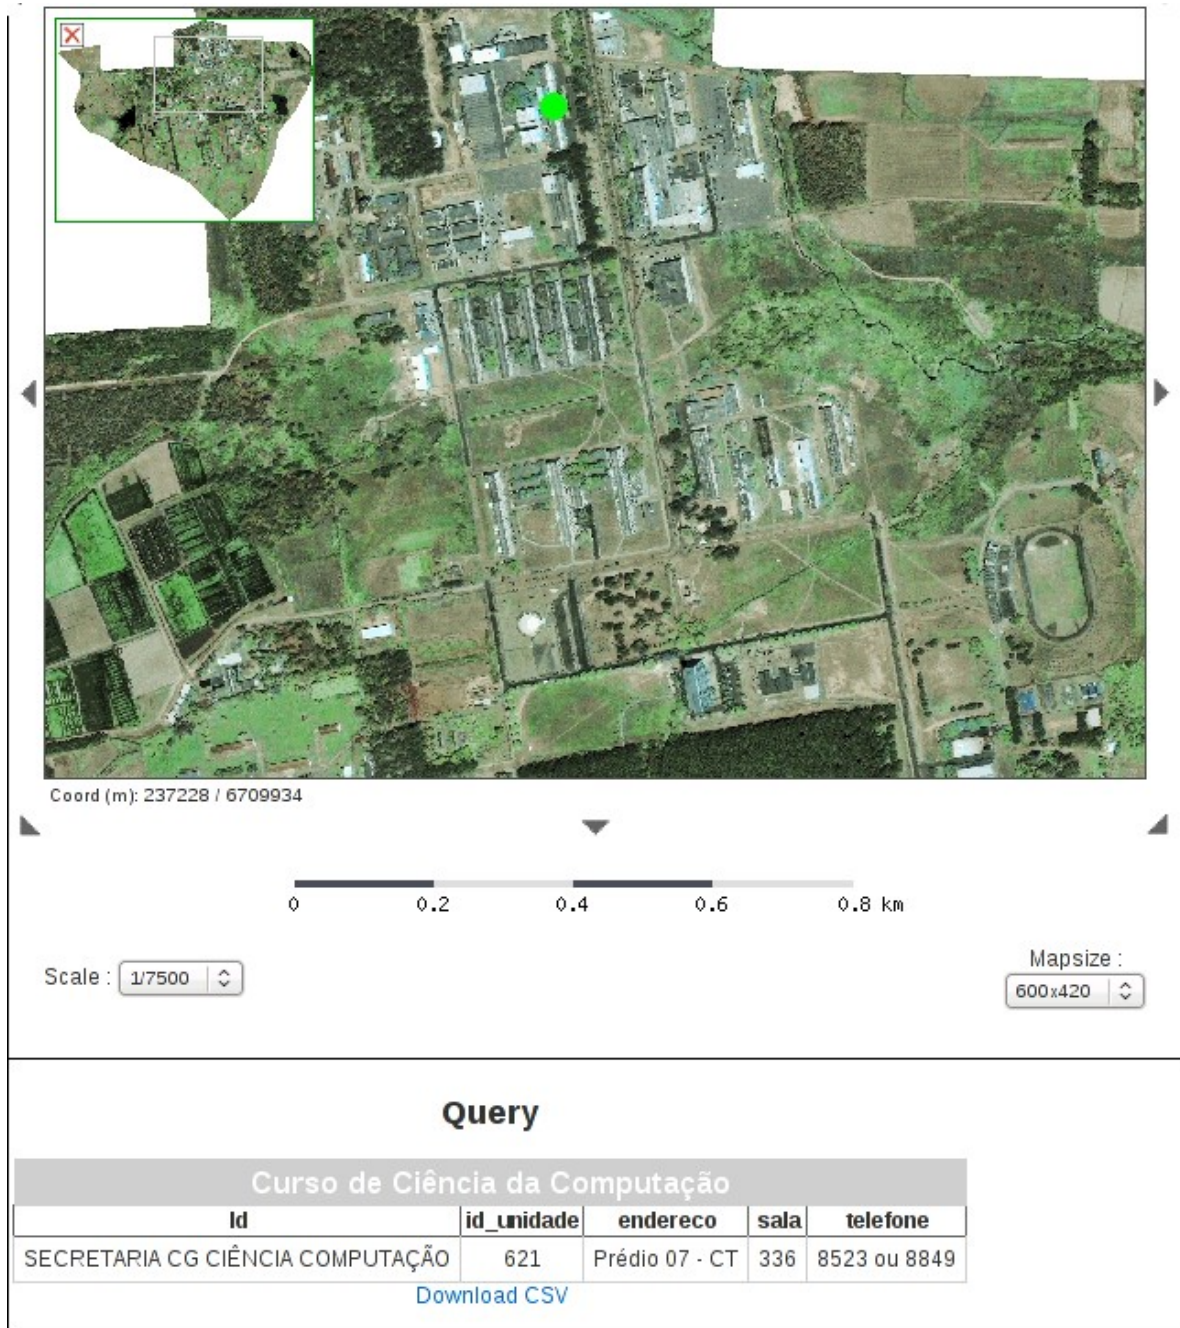 Coord (m): 237228 / 6709934
0 0.2 0.4 0.6 0.8 km
Scale : 1/7500
Mapsize :
600x420
Query
Curso de Ciência da Computação
Id id_unidade endereco sala telefone
SECRETARIA CG CIÊNCIA COMPUTAÇÃO 621 Prédio 07 - CT 336 8523 ou 8849
Download CSV